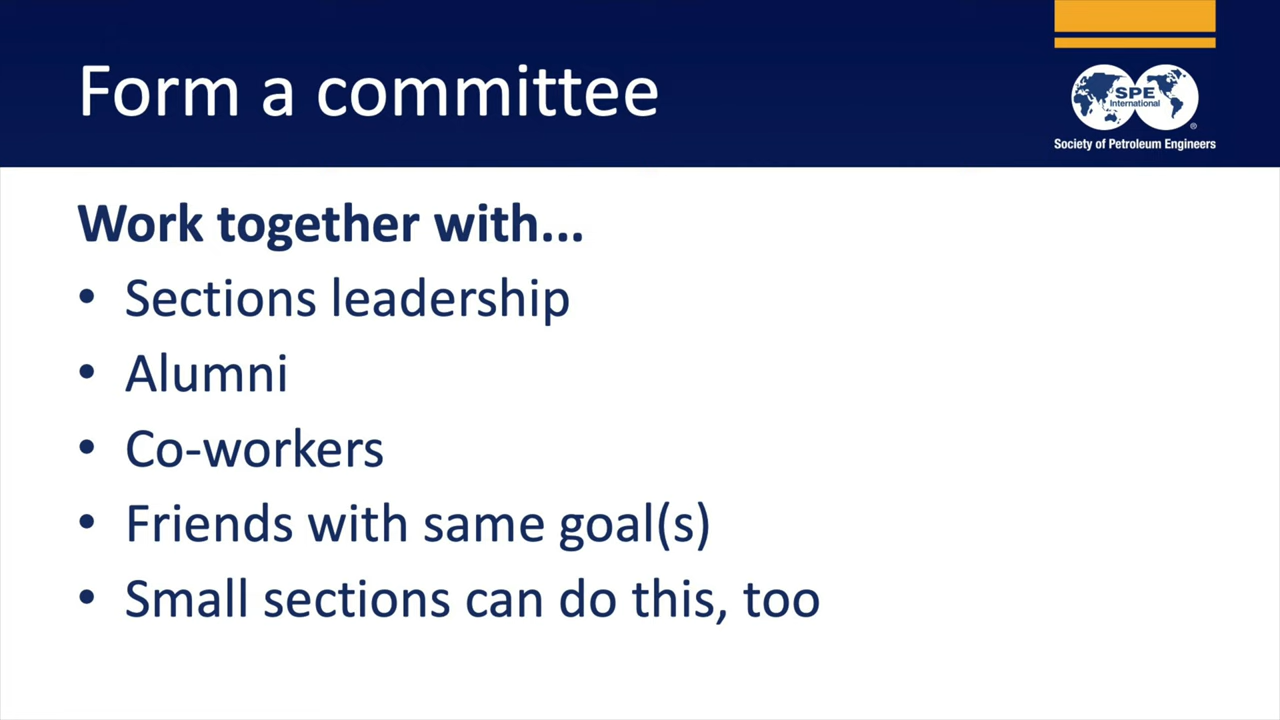 Form a committee
SPE
International
®
Society of Petroleum Engineers
Work together with...
• Sections leadership
• Alumni
• Co-workers
• Friends with same goal(s)
• Small sections can do this, too